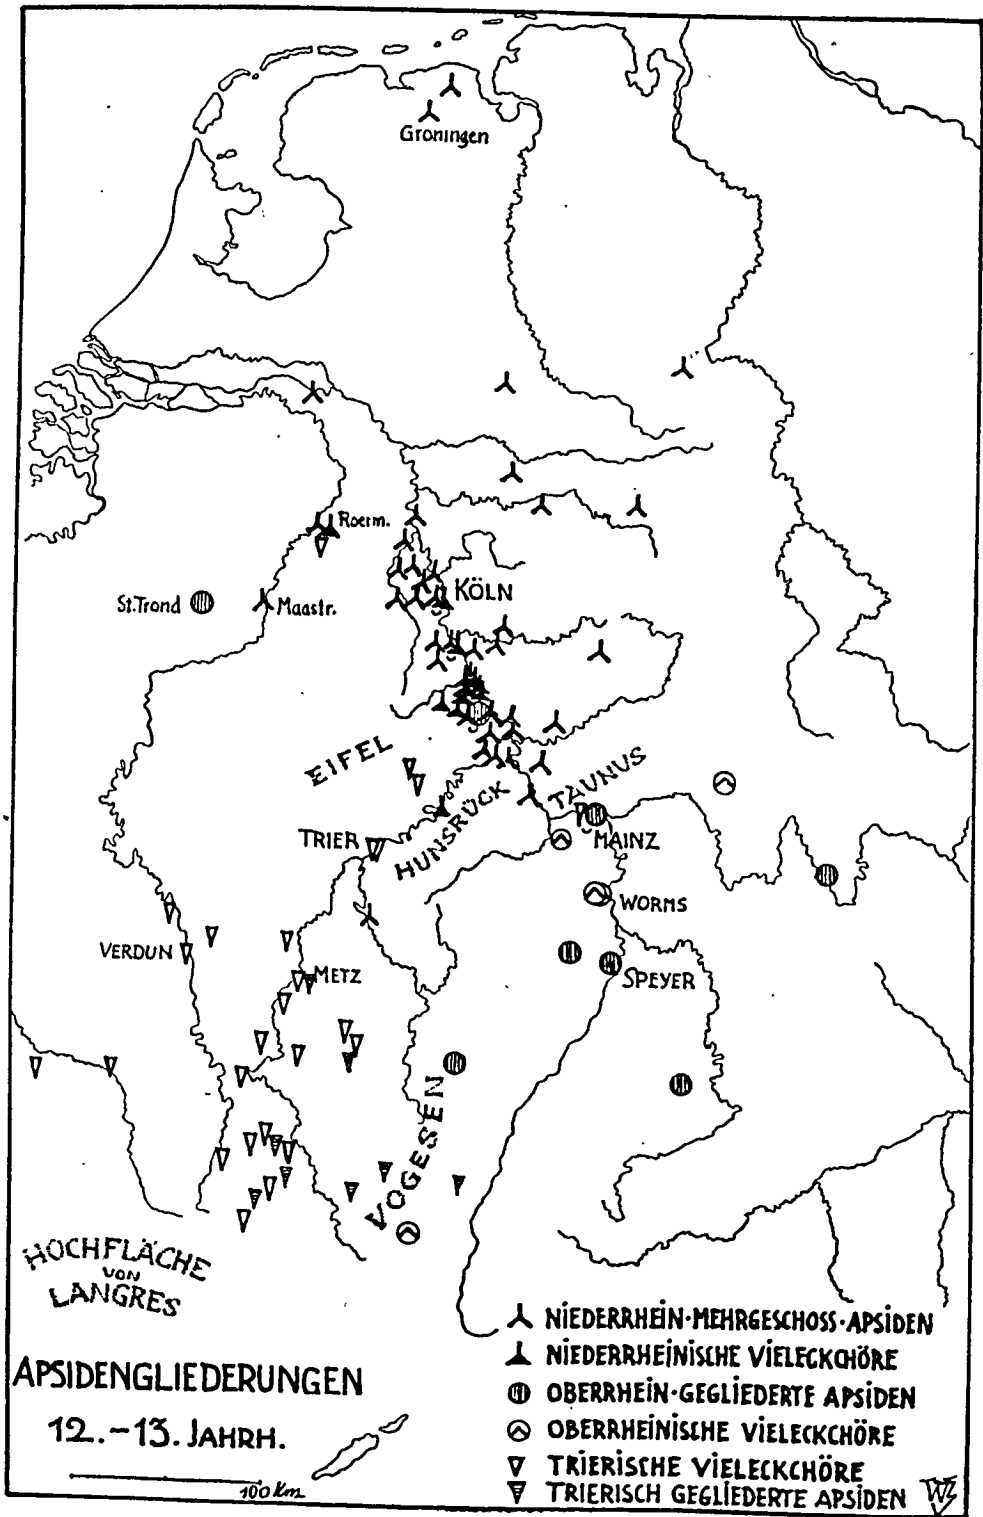 Groningen
Roerm.
St.Trond
Maastr.
KÖLN
EIFEL
TAUNUS
HUNSRÜCK
TRIER
MAINZ
WORMS
VERDUN
METZ
SPEYER
VOGESEN
HOCHFLÄCHE
VON
LANGRES
APSIDENGLIEDERUNGEN
12.-13. JAHRH.
100 Km
NIEDERRHEIN·MEHRGESCHOSS·APSIDEN
NIEDERRHEINISCHE VIELECKCHÖRE
OBERRHEIN·GEGLIEDERTE APSIDEN
OBERRHEINISCHE VIELECKCHÖRE
TRIERISCHE VIELECKCHÖRE
TRIERISCH GEGLIEDERTE APSIDEN